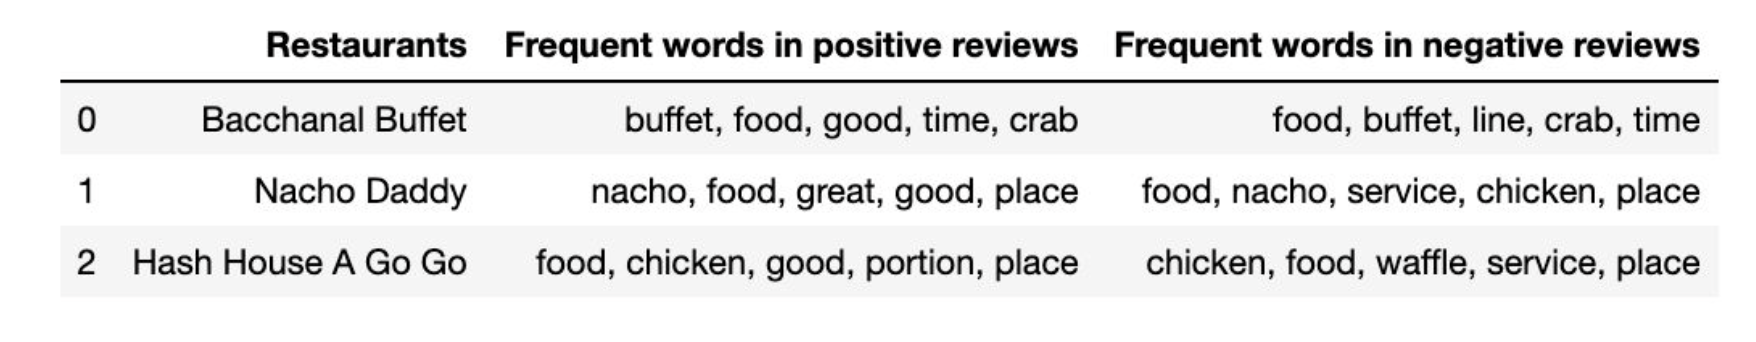 Restaurants Frequent words in positive reviews Frequent words in negative reviews
0 Bacchanal Buffet buffet, food, good, time, crab food, buffet, line, crab, time
1 Nacho Daddy nacho, food, great, good, place food, nacho, service, chicken, place
2 Hash House A Go Go food, chicken, good, portion, place chicken, food, waffle, service, place